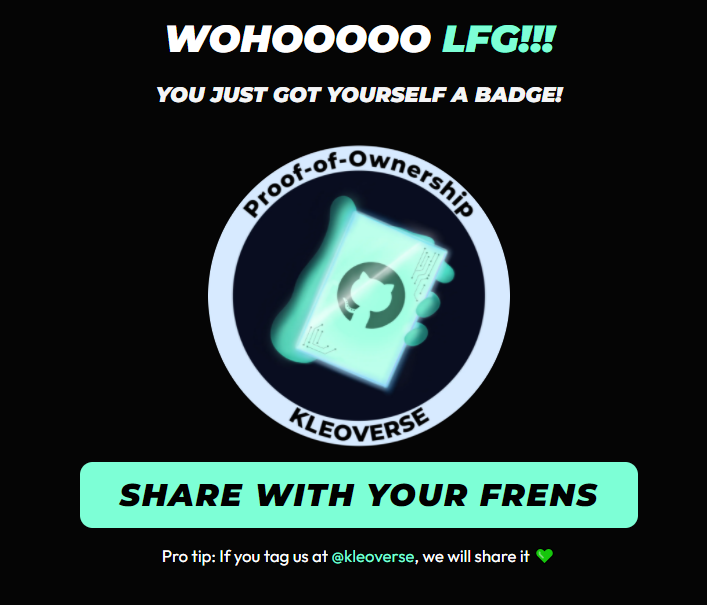 WOHOOOOO LFG!!!
YOU JUST GOT YOURSELF A BADGE!
Proof-of-Ownership
KLEOVERSE
SHARE WITH YOUR FRENS
Pro tip: If you tag us at @kleoverse, we will share it 💚